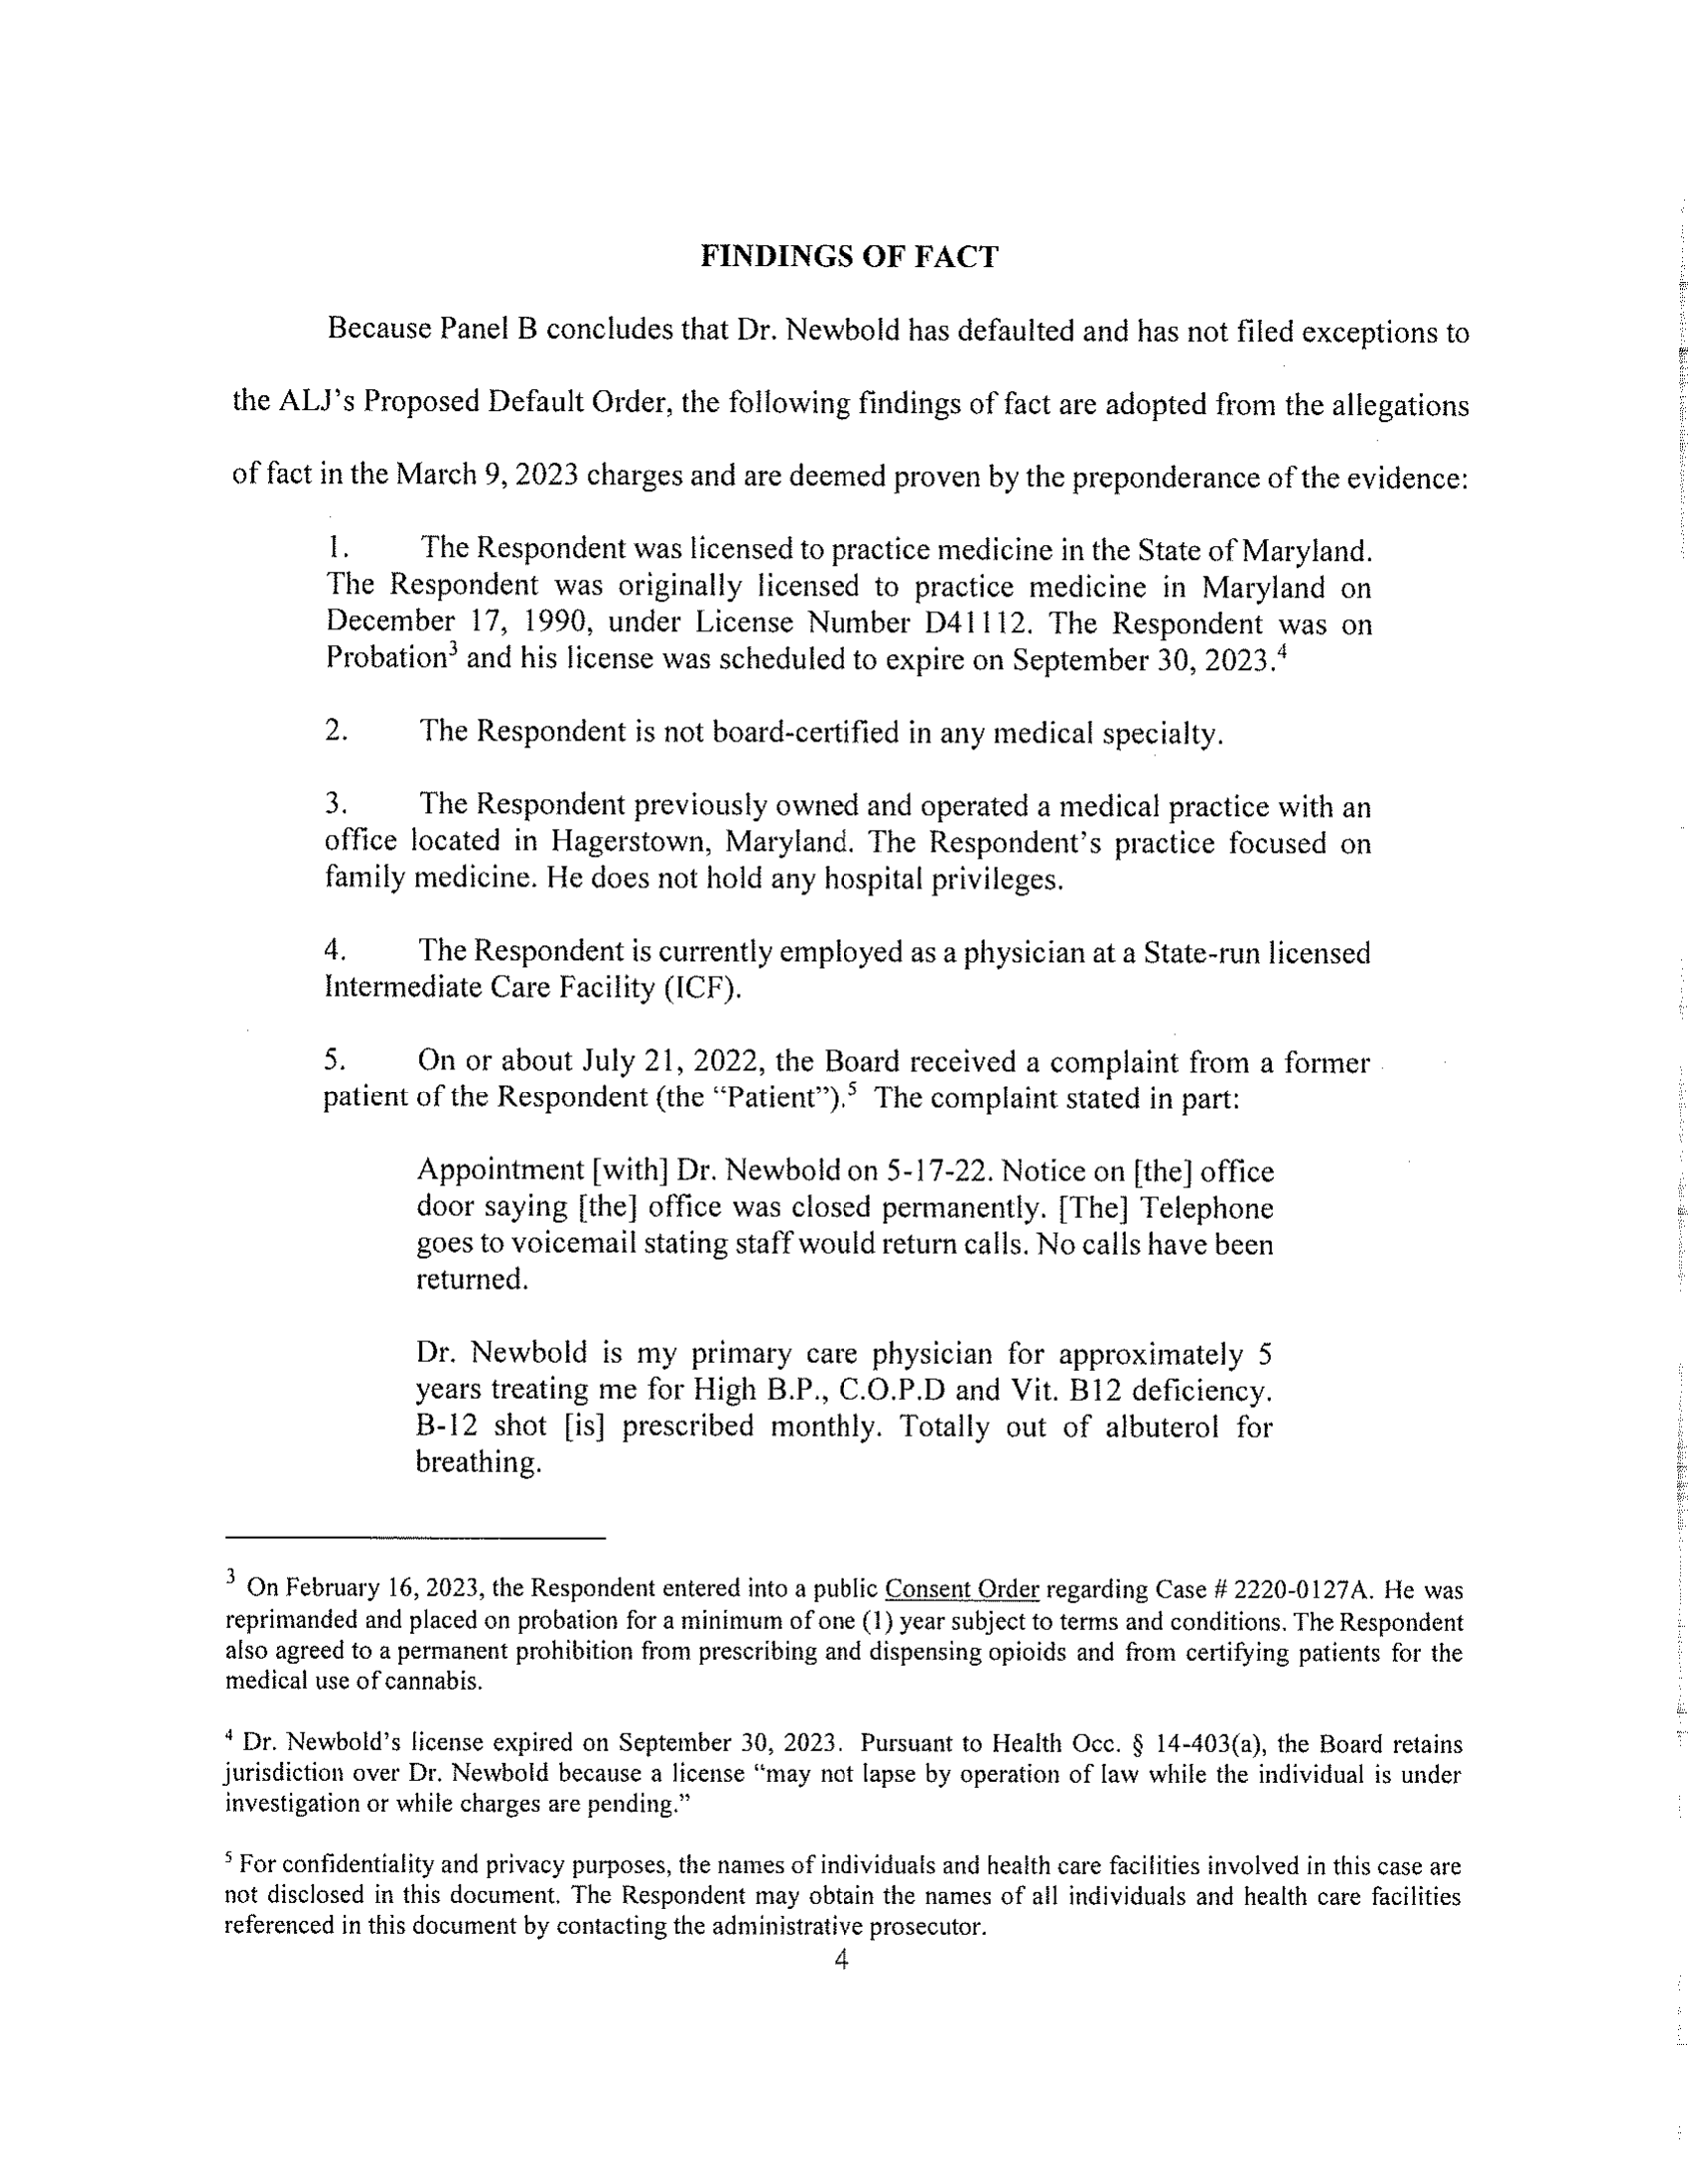 FINDINGS OF FACT
Because Panel B concludes that Dr. Newbold has defaulted and has not filed exceptions to
the ALJ's Proposed Default Order, the following findings of fact are adopted from the allegations
of fact in the March 9, 2023 charges and are deemed proven by the preponderance of the evidence:
1. The Respondent was licensed to practice medicine in the State of Maryland.
The Respondent was originally licensed to practice medicine in Maryland on
December 17, 1990, under License Number D41112. The Respondent was on
Probation³ and his license was scheduled to expire on September 30, 2023.⁴
2. The Respondent is not board-certified in any medical specialty.
3. The Respondent previously owned and operated a medical practice with an
office located in Hagerstown, Maryland. The Respondent's practice focused on
family medicine. He does not hold any hospital privileges.
4. The Respondent is currently employed as a physician at a State-run licensed
Intermediate Care Facility (ICF).
5. On or about July 21, 2022, the Board received a complaint from a former
patient of the Respondent (the “Patient”).⁵ The complaint stated in part:
Appointment [with] Dr. Newbold on 5-17-22. Notice on [the] office
door saying [the] office was closed permanently. [The] Telephone
goes to voicemail stating staff would return calls. No calls have been
returned.
Dr. Newbold is my primary care physician for approximately 5
years treating me for High B.P., C.O.P.D and Vit. B12 deficiency.
B-12 shot [is] prescribed monthly. Totally out of albuterol for
breathing.
³ On February 16, 2023, the Respondent entered into a public Consent Order regarding Case # 2220-0127A. He was
reprimanded and placed on probation for a minimum of one (1) year subject to terms and conditions. The Respondent
also agreed to a permanent prohibition from prescribing and dispensing opioids and from certifying patients for the
medical use of cannabis.
⁴ Dr. Newbold's license expired on September 30, 2023. Pursuant to Health Occ. § 14-403(a), the Board retains
jurisdiction over Dr. Newbold because a license “may not lapse by operation of law while the individual is under
investigation or while charges are pending.”
⁵ For confidentiality and privacy purposes, the names of individuals and health care facilities involved in this case are
not disclosed in this document. The Respondent may obtain the names of all individuals and health care facilities
referenced in this document by contacting the administrative prosecutor.
4